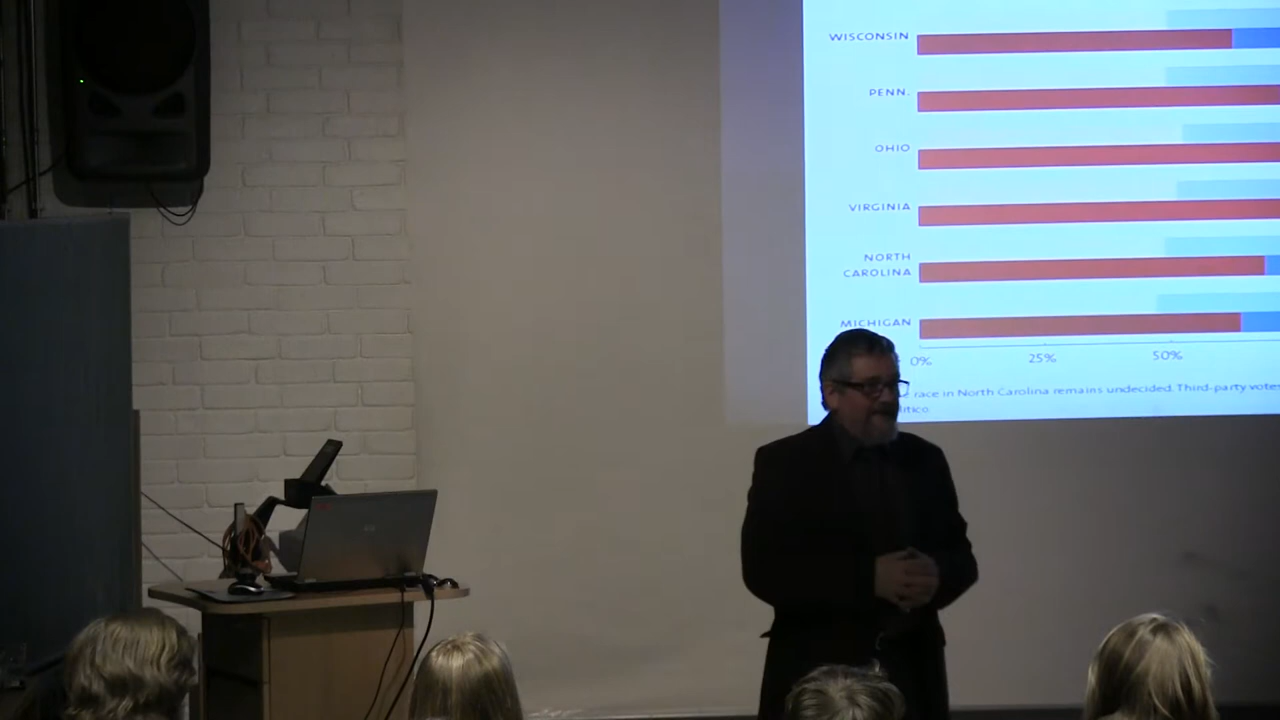 WISCONSIN
PENN.
OHIO
VIRGINIA
NORTH
CAROLINA
MICHIGAN
0% 25% 50%
race in North Carolina remains undecided. Third-party votes
litico.